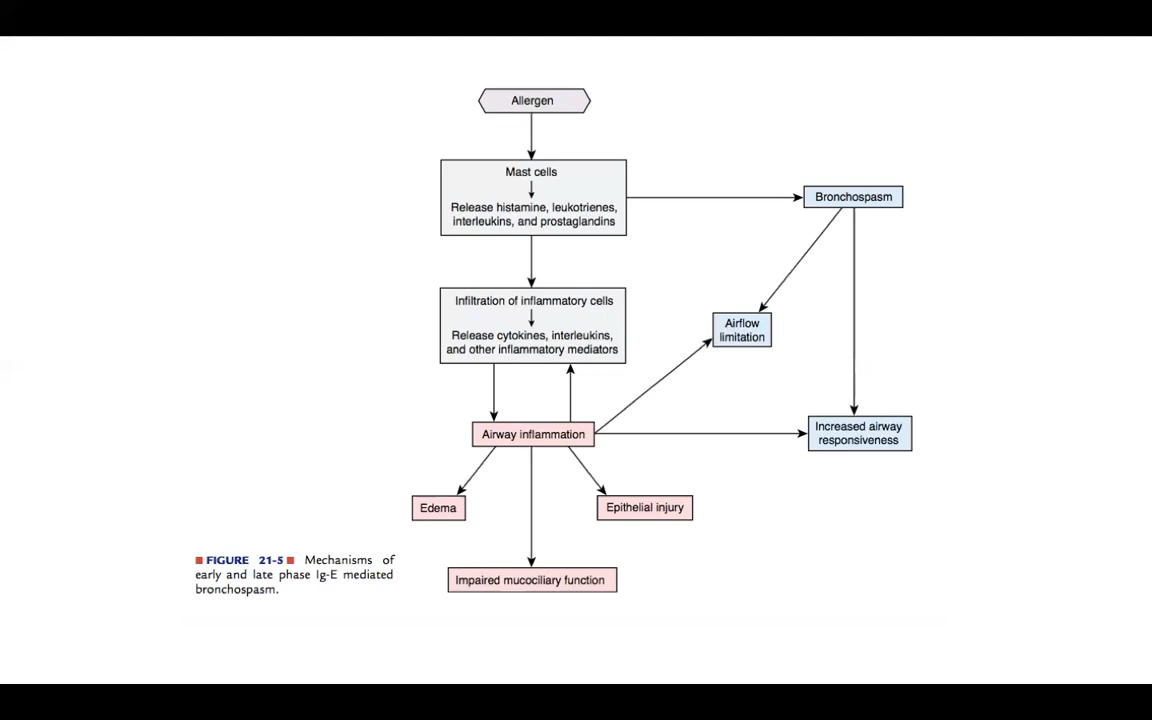 Allergen
Mast cells
Release histamine, leukotrienes,
interleukins, and prostaglandins
Bronchospasm
Infiltration of inflammatory cells
Release cytokines, interleukins,
and other inflammatory mediators
Airflow
limitation
Airway inflammation
Increased airway
responsiveness
Edema
Epithelial injury
Impaired mucociliary function
FIGURE 21-5 Mechanisms of
early and late phase Ig-E mediated
bronchospasm.